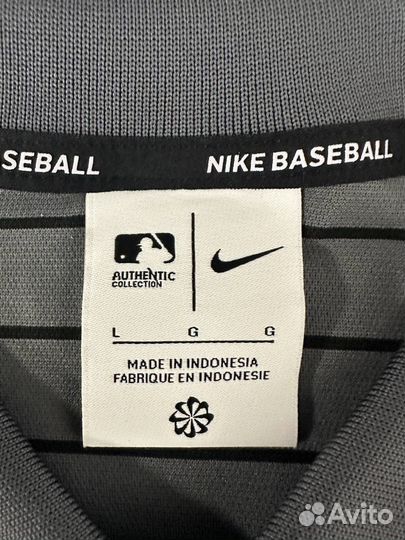 SEBALL NIKE BASEBALL
AUTHENTIC
COLLECTION
L G G
MADE IN INDONESIA
FABRIQUE EN INDONESIE
Avito